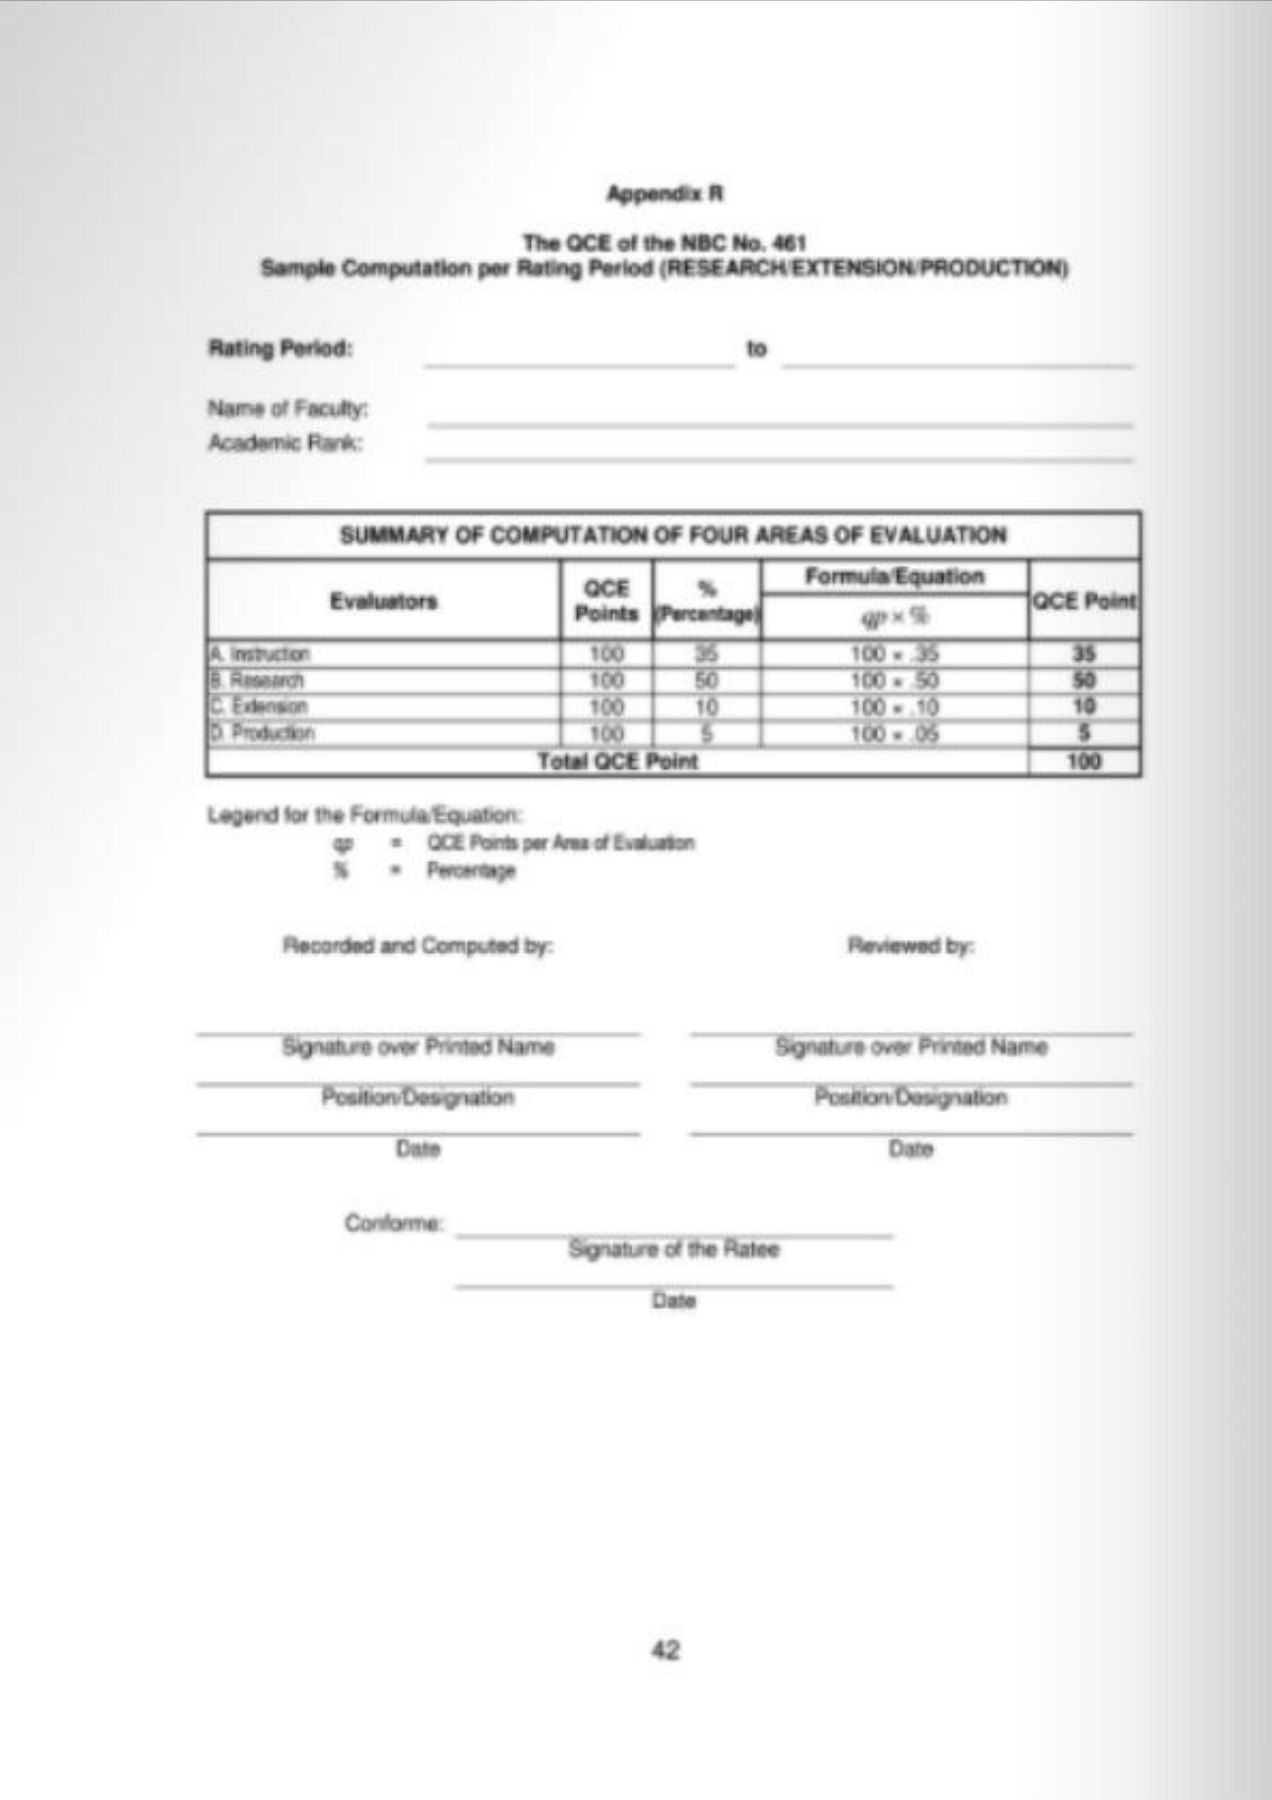 Appendix R
The QCE of the NBC No. 461
Sample Computation per Rating Period (RESEARCH/EXTENSION/PRODUCTION)
Rating Period: to
Name of Faculty:
Academic Rank:
SUMMARY OF COMPUTATION OF FOUR AREAS OF EVALUATION
Evaluators QCE Points % (Percentage) Formula/Equation qp × % QCE Point
A. Instruction 100 35 100 × .35 35
B. Research 100 50 100 × .50 50
C. Extension 100 10 100 × .10 10
D. Production 100 5 100 × .05 5
Total QCE Point 100
Legend for the Formula/Equation:
qp = QCE Points per Area of Evaluation
% = Percentage
Recorded and Computed by: Reviewed by:
Signature over Printed Name Signature over Printed Name
Position/Designation Position/Designation
Date Date
Conforme:
Signature of the Ratee
Date
42